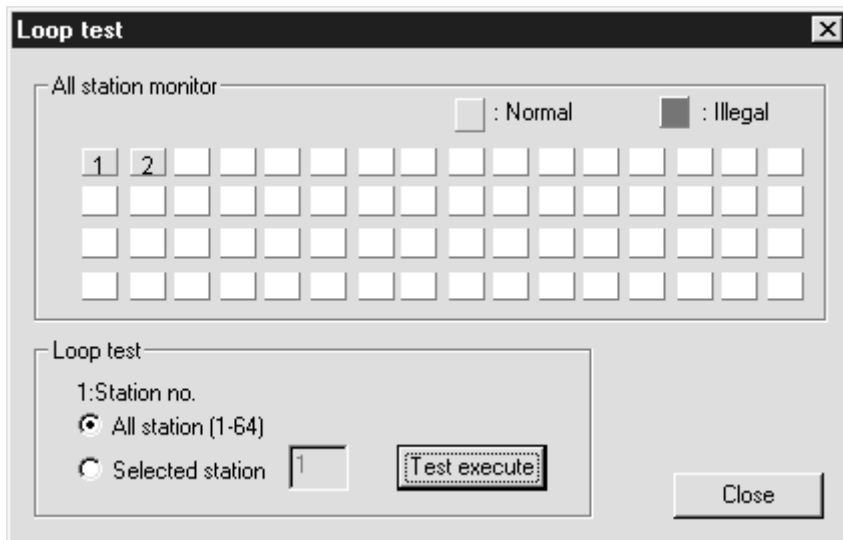 Loop test
All station monitor
: Normal : Illegal
1 2
Loop test
1:Station no.
All station (1-64)
Selected station 1 Test execute
Close